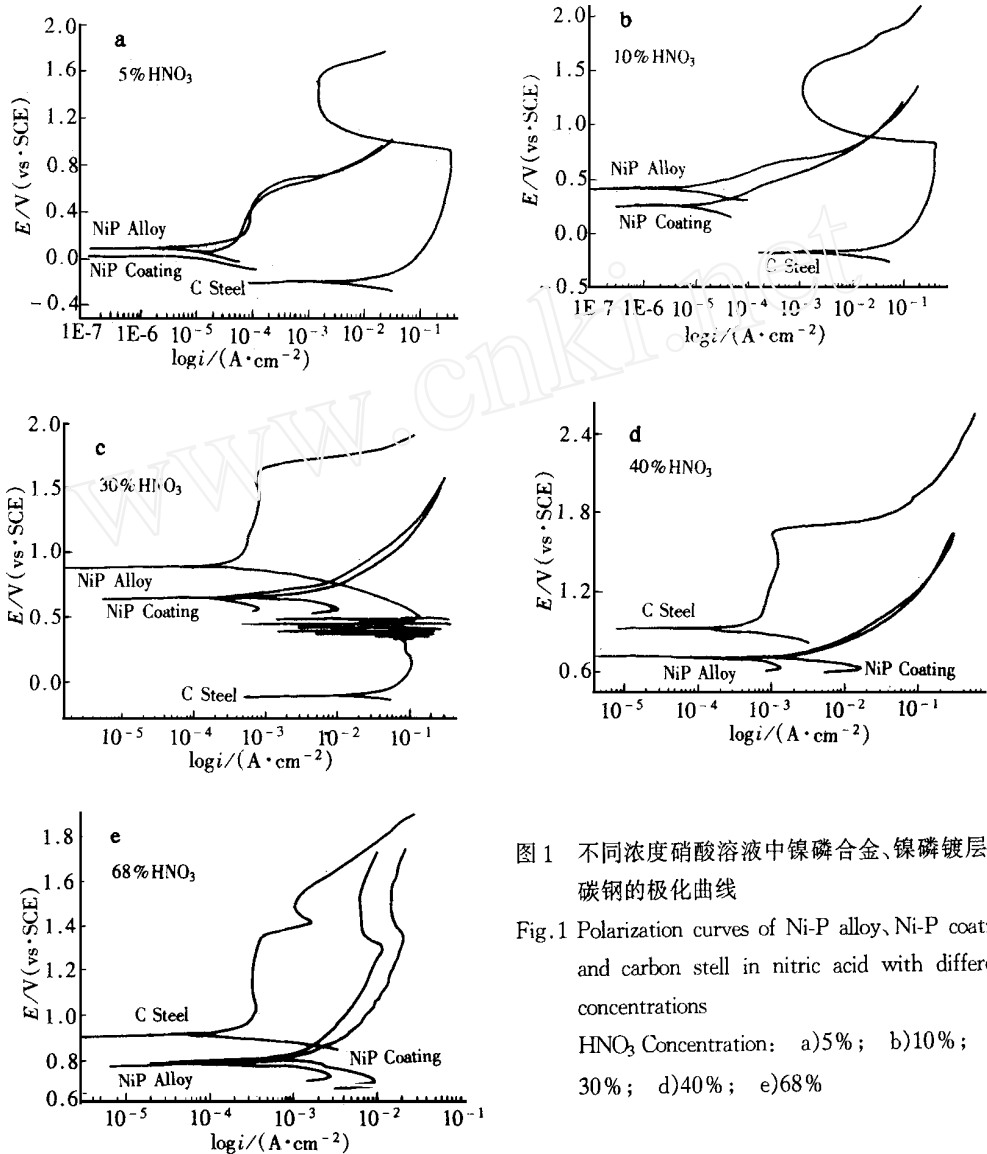 a
5%HNO₃
2.0
1.6
1.2
0.8
0.4
0.0
−0.4
E/V(vs·SCE)
NiP Alloy
NiP Coating
C Steel
1E-7 1E-6 10⁻⁵ 10⁻⁴ 10⁻³ 10⁻² 10⁻¹
logi/(A·cm⁻²)
b
10%HNO₃
2.0
1.5
1.0
0.5
0.0
−0.5
E/V(vs·SCE)
NiP Alloy
NiP Coating
C Steel
1E-7 1E-6 10⁻⁵ 10⁻⁴ 10⁻³ 10⁻² 10⁻¹
logi/(A·cm⁻²)
www.cnki.net
c
30%HNO₃
2.0
1.5
1.0
0.5
0.0
E/V(vs·SCE)
NiP Alloy
NiP Coating
C Steel
10⁻⁵ 10⁻⁴ 10⁻³ 10⁻² 10⁻¹
logi/(A·cm⁻²)
d
40%HNO₃
2.4
1.8
1.2
0.6
E/V(vs·SCE)
C Steel
NiP Alloy
NiP Coating
10⁻⁵ 10⁻⁴ 10⁻³ 10⁻² 10⁻¹
logi/(A·cm⁻²)
e
68%HNO₃
1.8
1.6
1.4
1.2
1.0
0.8
0.6
E/V(vs·SCE)
C Steel
NiP Coating
NiP Alloy
10⁻⁵ 10⁻⁴ 10⁻³ 10⁻² 10⁻¹
logi/(A·cm⁻²)
图1 不同浓度硝酸溶液中镍磷合金、镍磷镀层
碳钢的极化曲线
Fig.1 Polarization curves of Ni-P alloy、Ni-P coati
and carbon stell in nitric acid with differe
concentrations
HNO₃ Concentration: a)5%; b)10%;
30%; d)40%; e)68%